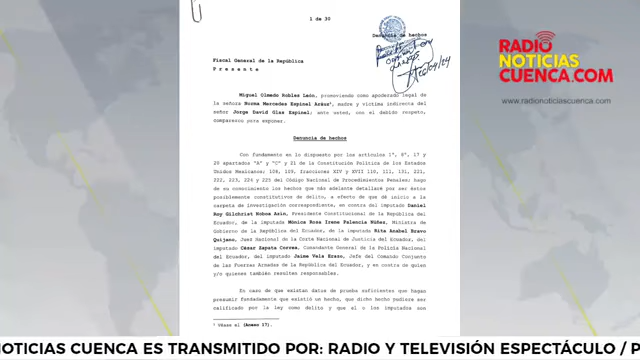 1 de 30
Denuncia de hechos
16/04/24
Fiscal General de la República
P r e s e n t e
Miguel Olmedo Robles León, promoviendo como apoderado legal de
la señora Norma Mercedes Espinel Aráuz¹, madre y víctima indirecta del
señor Jorge David Glas Espinel; ante usted, con el debido respeto,
comparezco para exponer.
Denuncia de hechos
Con fundamento en lo dispuesto por los artículos 1°, 8°, 17 y
20 apartados "A" y "C" y 21 de la Constitución Política de los Estados
Unidos Mexicanos; 108, 109, fracciones XIV y XVII 110, 111, 131, 221,
222, 223, 224 y 225 del Código Nacional de Procedimientos Penales; hago de
su conocimiento los hechos que más adelante detallaré por ser éstos
posiblemente constitutivos de delito, a efecto de que dé inicio a la
carpeta de investigación correspondiente, en contra del imputado Daniel
Roy Gilchrist Noboa Azín, Presidente Constitucional de la República del
Ecuador, de la imputada Mónica Rosa Irene Palencia Núñez, Ministra de
Gobierno de la República del Ecuador, de la imputada Rita Anabel Bravo
Quijano, Juez Nacional de la Corte Nacional de Justicia del Ecuador, del
imputado César Zapata Correa, Comandante General de la Policía Nacional
del Ecuador, del imputado Jaime Vela Erazo, Jefe del Comando Conjunto
de las Fuerzas Armadas de la República del Ecuador, y en contra de quien
y/o quienes también resulten responsables.
En caso de que existan datos de prueba suficientes que hagan
presumir fundadamente que existió un hecho, que dicho hecho pudiere ser
calificado por la Ley como delito y que al o los imputados son
¹ Véase el (Anexo 17).
RADIO
NOTICIAS
CUENCA.COM
www.radionoticiascuenca.com
NOTICIAS CUENCA ES TRANSMITIDO POR: RADIO Y TELEVISIÓN ESPECTÁCULO / P